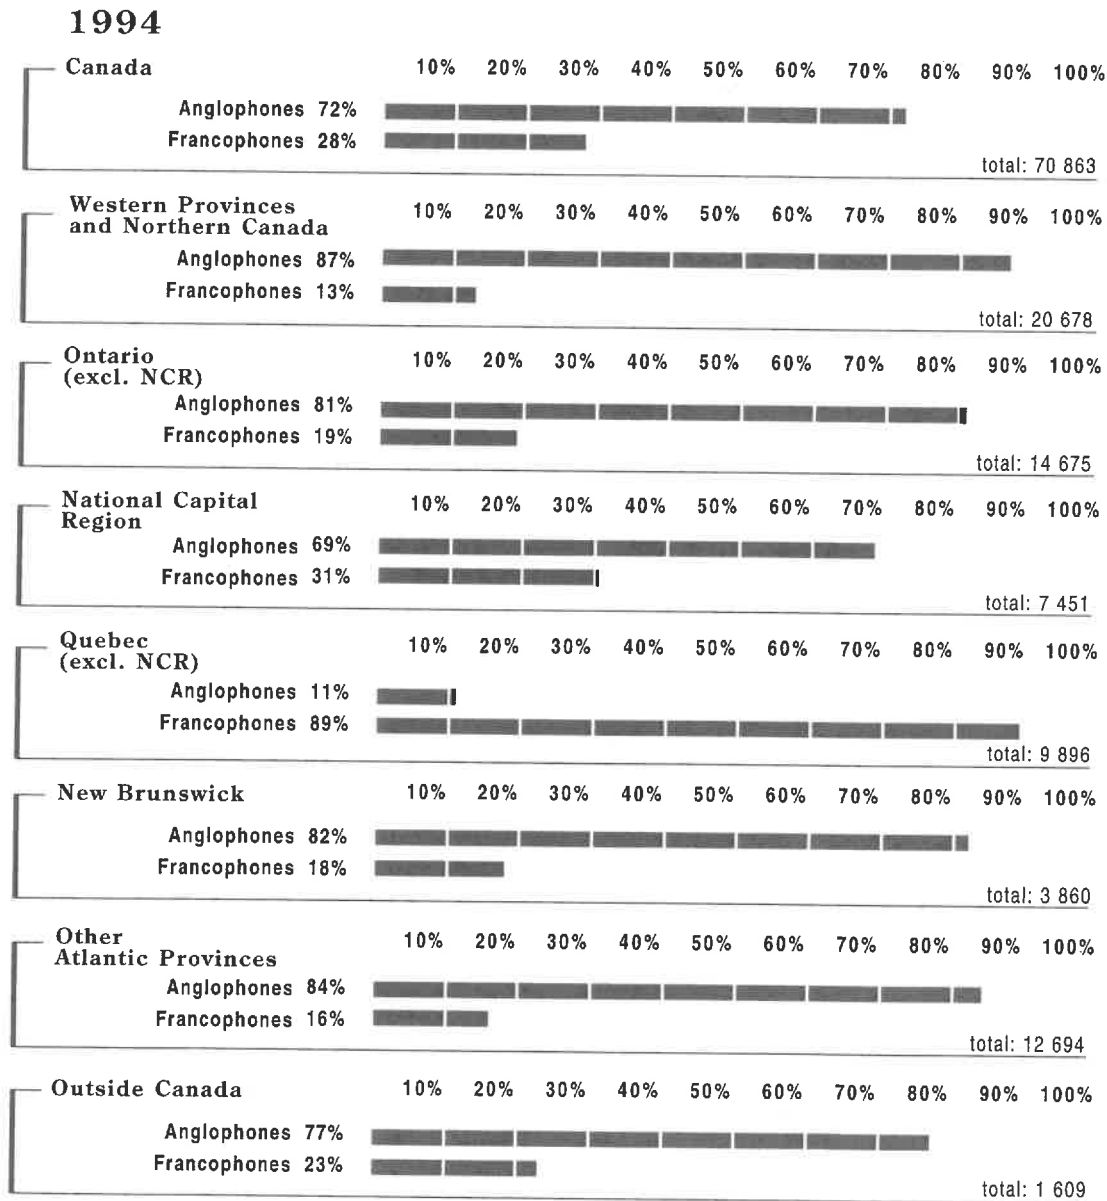 1994
Canada 10% 20% 30% 40% 50% 60% 70% 80% 90% 100%
Anglophones 72%
Francophones 28%
total: 70 863
Western Provinces
and Northern Canada 10% 20% 30% 40% 50% 60% 70% 80% 90% 100%
Anglophones 87%
Francophones 13%
total: 20 678
Ontario 10% 20% 30% 40% 50% 60% 70% 80% 90% 100%
(excl. NCR)
Anglophones 81%
Francophones 19%
total: 14 675
National Capital 10% 20% 30% 40% 50% 60% 70% 80% 90% 100%
Region
Anglophones 69%
Francophones 31%
total: 7 451
Quebec 10% 20% 30% 40% 50% 60% 70% 80% 90% 100%
(excl. NCR)
Anglophones 11%
Francophones 89%
total: 9 896
New Brunswick 10% 20% 30% 40% 50% 60% 70% 80% 90% 100%
Anglophones 82%
Francophones 18%
total: 3 860
Other 10% 20% 30% 40% 50% 60% 70% 80% 90% 100%
Atlantic Provinces
Anglophones 84%
Francophones 16%
total: 12 694
Outside Canada 10% 20% 30% 40% 50% 60% 70% 80% 90% 100%
Anglophones 77%
Francophones 23%
total: 1 609